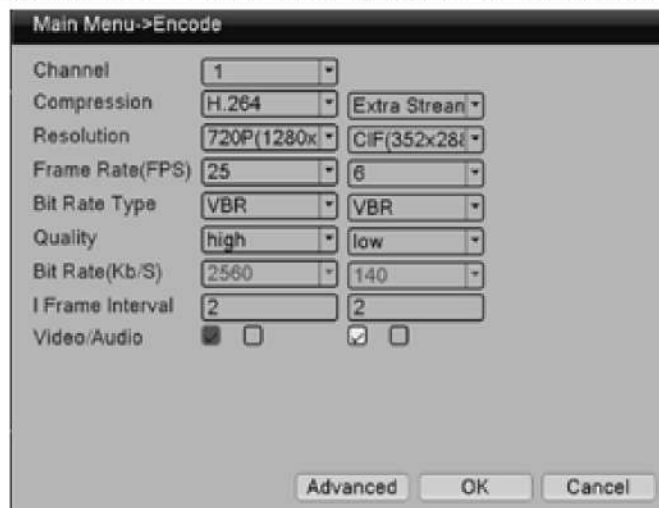 Main Menu->Encode
Channel 1
Compression H.264 Extra Strean
Resolution 720P(1280x CIF(352x288
Frame Rate(FPS) 25 6
Bit Rate Type VBR VBR
Quality high low
Bit Rate(Kb/S) 2560 140
I Frame Interval 2 2
Video/Audio
Advanced OK Cancel